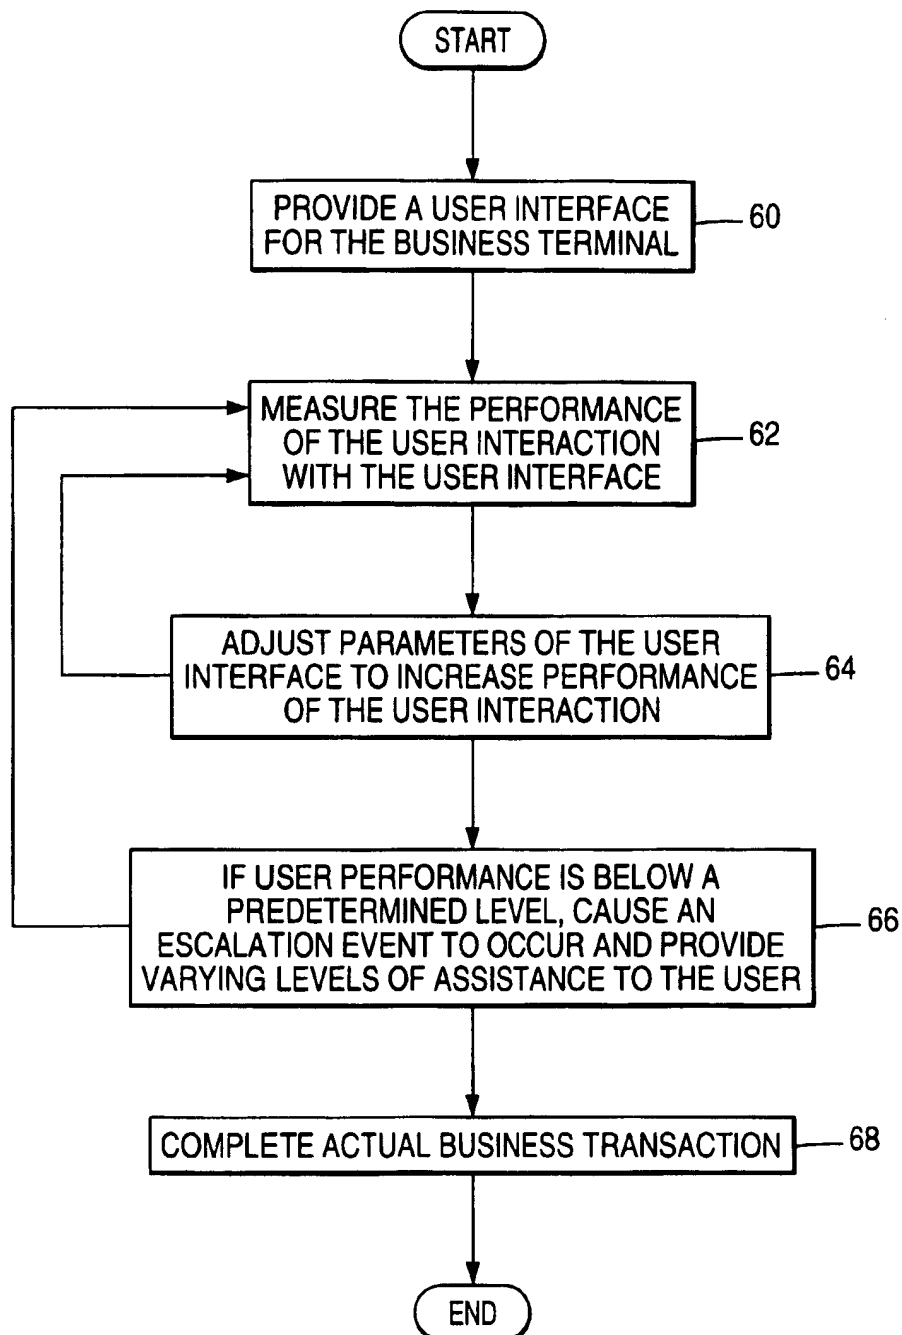 START
PROVIDE A USER INTERFACE
FOR THE BUSINESS TERMINAL
60
MEASURE THE PERFORMANCE
OF THE USER INTERACTION
WITH THE USER INTERFACE
62
ADJUST PARAMETERS OF THE USER
INTERFACE TO INCREASE PERFORMANCE
OF THE USER INTERACTION
64
IF USER PERFORMANCE IS BELOW A
PREDETERMINED LEVEL, CAUSE AN
ESCALATION EVENT TO OCCUR AND PROVIDE
VARYING LEVELS OF ASSISTANCE TO THE USER
66
COMPLETE ACTUAL BUSINESS TRANSACTION
68
END